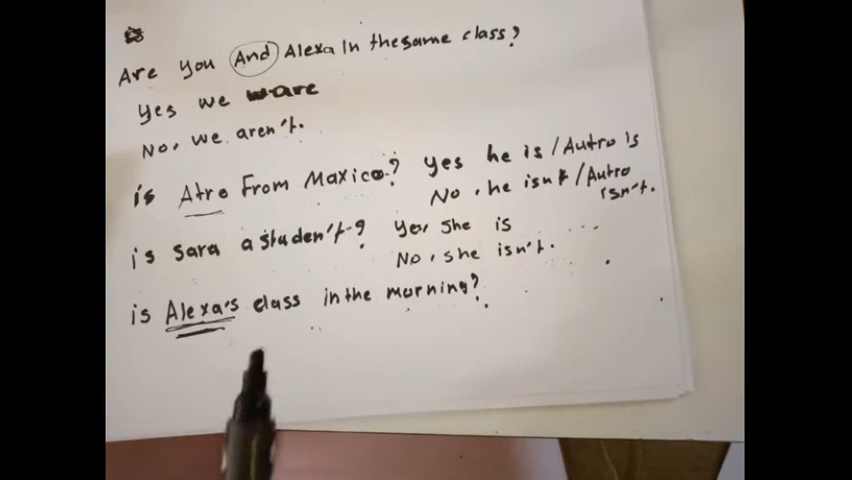 Are you And Alexa in the same class?
Yes we are
No, we aren't.
is Atro From Maxico? yes he is / Autro is
No, he isn't / Autro isn't.
is sara a student? yes, she is
No, she isn't.
is Alexa's class in the morning?